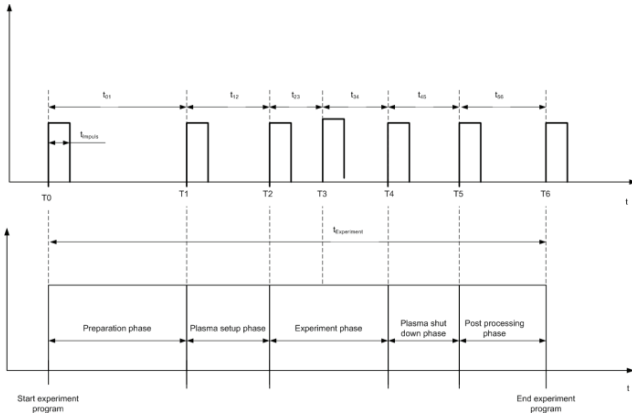 t01 t12 t23 t34 t45 t56
tImpuls
T0 T1 T2 T3 T4 T5 T6 t
tExperiment
Preparation phase Plasma setup phase Experiment phase Plasma shut down phase Post processing phase
t
Start experiment program End experiment program